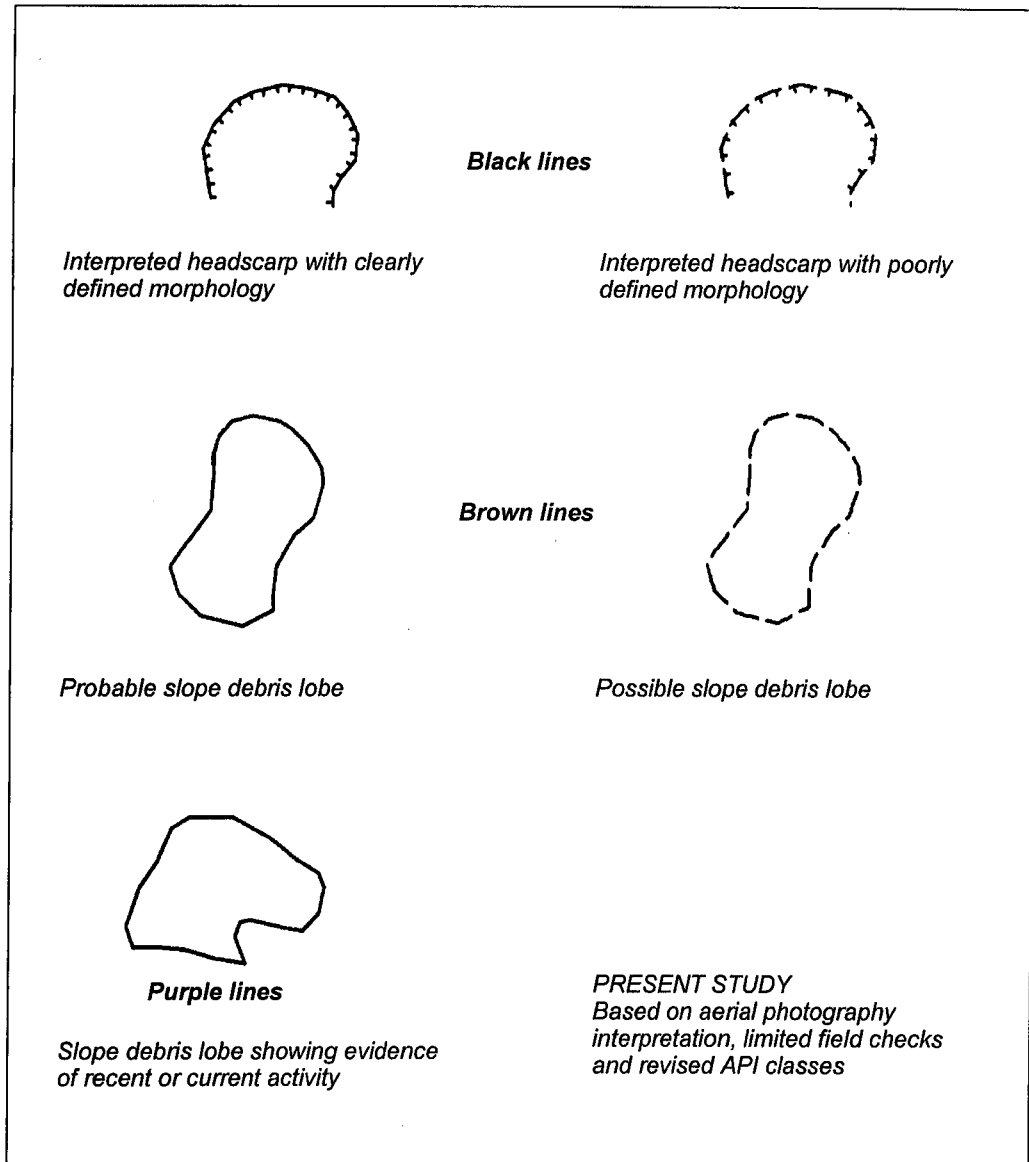 Black lines
Interpreted headscarp with clearly
defined morphology
Interpreted headscarp with poorly
defined morphology
Brown lines
Probable slope debris lobe
Possible slope debris lobe
Purple lines
Slope debris lobe showing evidence
of recent or current activity
PRESENT STUDY
Based on aerial photography
interpretation, limited field checks
and revised API classes